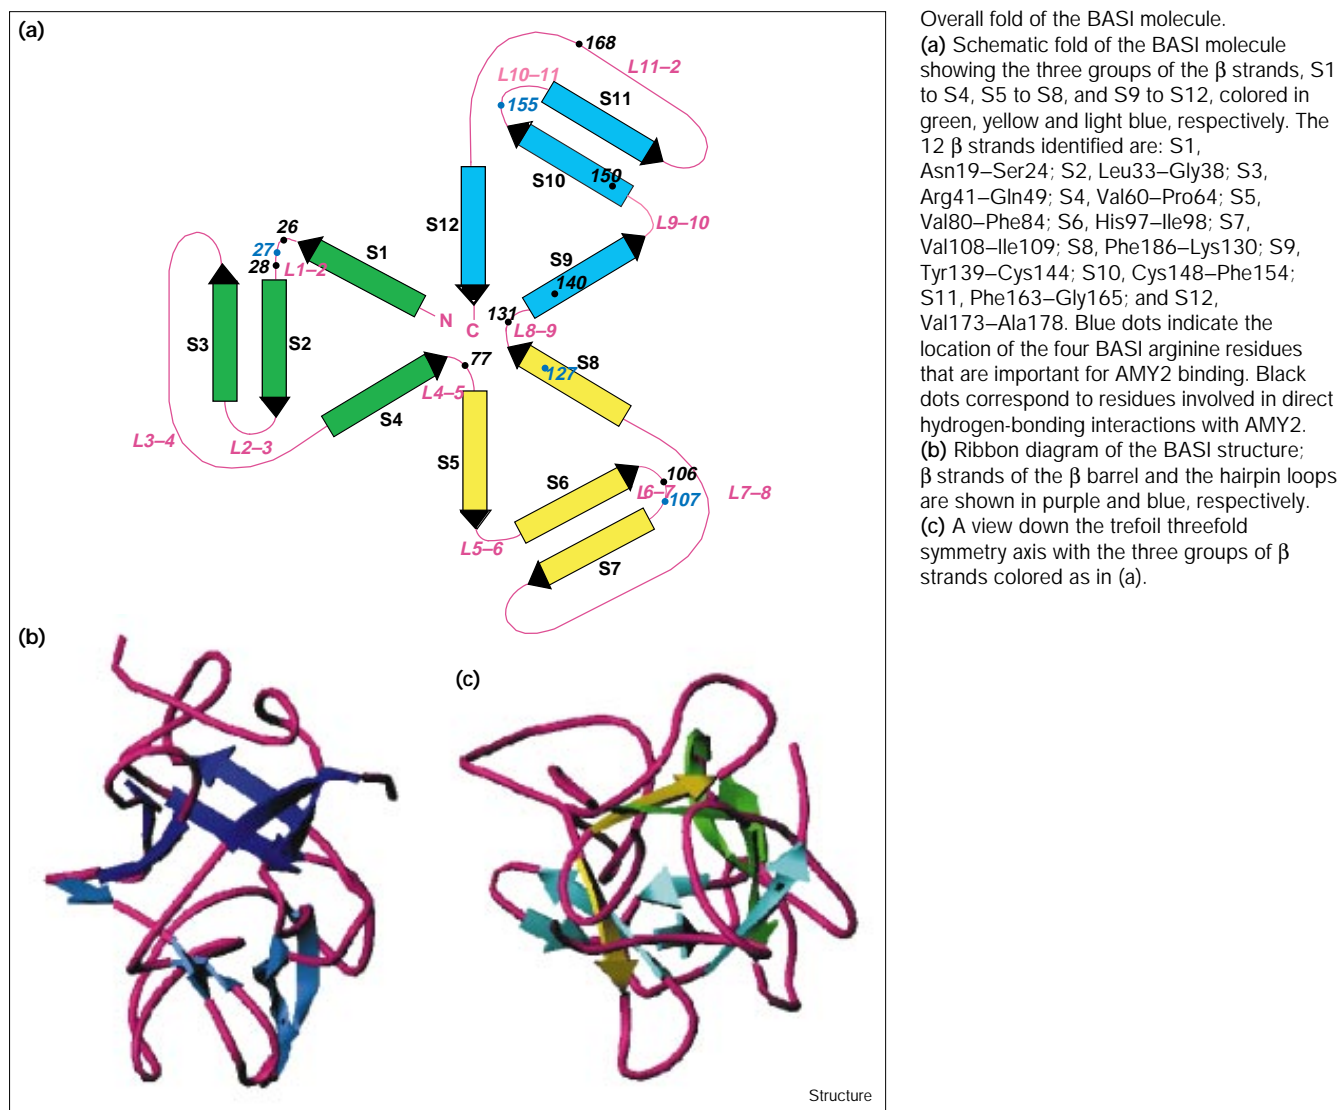 (a)
168
L11–2
L10–11
155
S11
S10
150
L9–10
S12
S9
140
131
L8–9
N
C
26
27
28
L1–2
S1
S3
S2
77
S8
127
L4–5
S4
L3–4
L2–3
S5
S6
106
L6–7
107
L7–8
L5–6
S7
(b)
(c)
Structure
Overall fold of the BASI molecule.
(a) Schematic fold of the BASI molecule
showing the three groups of the β strands, S1
to S4, S5 to S8, and S9 to S12, colored in
green, yellow and light blue, respectively. The
12 β strands identified are: S1,
Asn19–Ser24; S2, Leu33–Gly38; S3,
Arg41–Gln49; S4, Val60–Pro64; S5,
Val80–Phe84; S6, His97–Ile98; S7,
Val108–Ile109; S8, Phe186–Lys130; S9,
Tyr139–Cys144; S10, Cys148–Phe154;
S11, Phe163–Gly165; and S12,
Val173–Ala178. Blue dots indicate the
location of the four BASI arginine residues
that are important for AMY2 binding. Black
dots correspond to residues involved in direct
hydrogen-bonding interactions with AMY2.
(b) Ribbon diagram of the BASI structure;
β strands of the β barrel and the hairpin loops
are shown in purple and blue, respectively.
(c) A view down the trefoil threefold
symmetry axis with the three groups of β
strands colored as in (a).